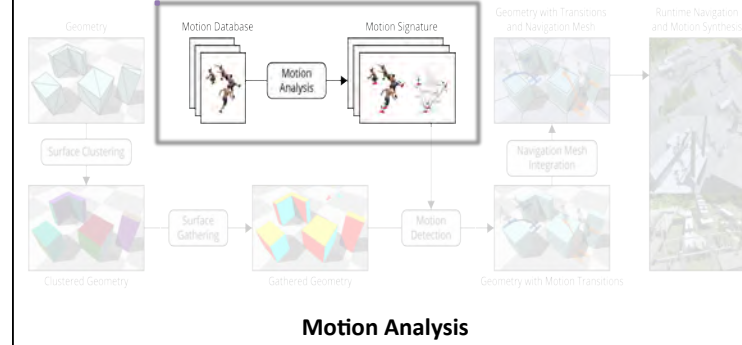 Geometry
Motion Database
Motion Signature
Geometry with Transitions
and Navigation Mesh
Runtime Navigation
and Motion Synthesis
Motion
Analysis
Surface Clustering
Navigation Mesh
Integration
Surface
Gathering
Motion
Detection
Clustered Geometry
Gathered Geometry
Geometry with Motion Transitions
Motion Analysis